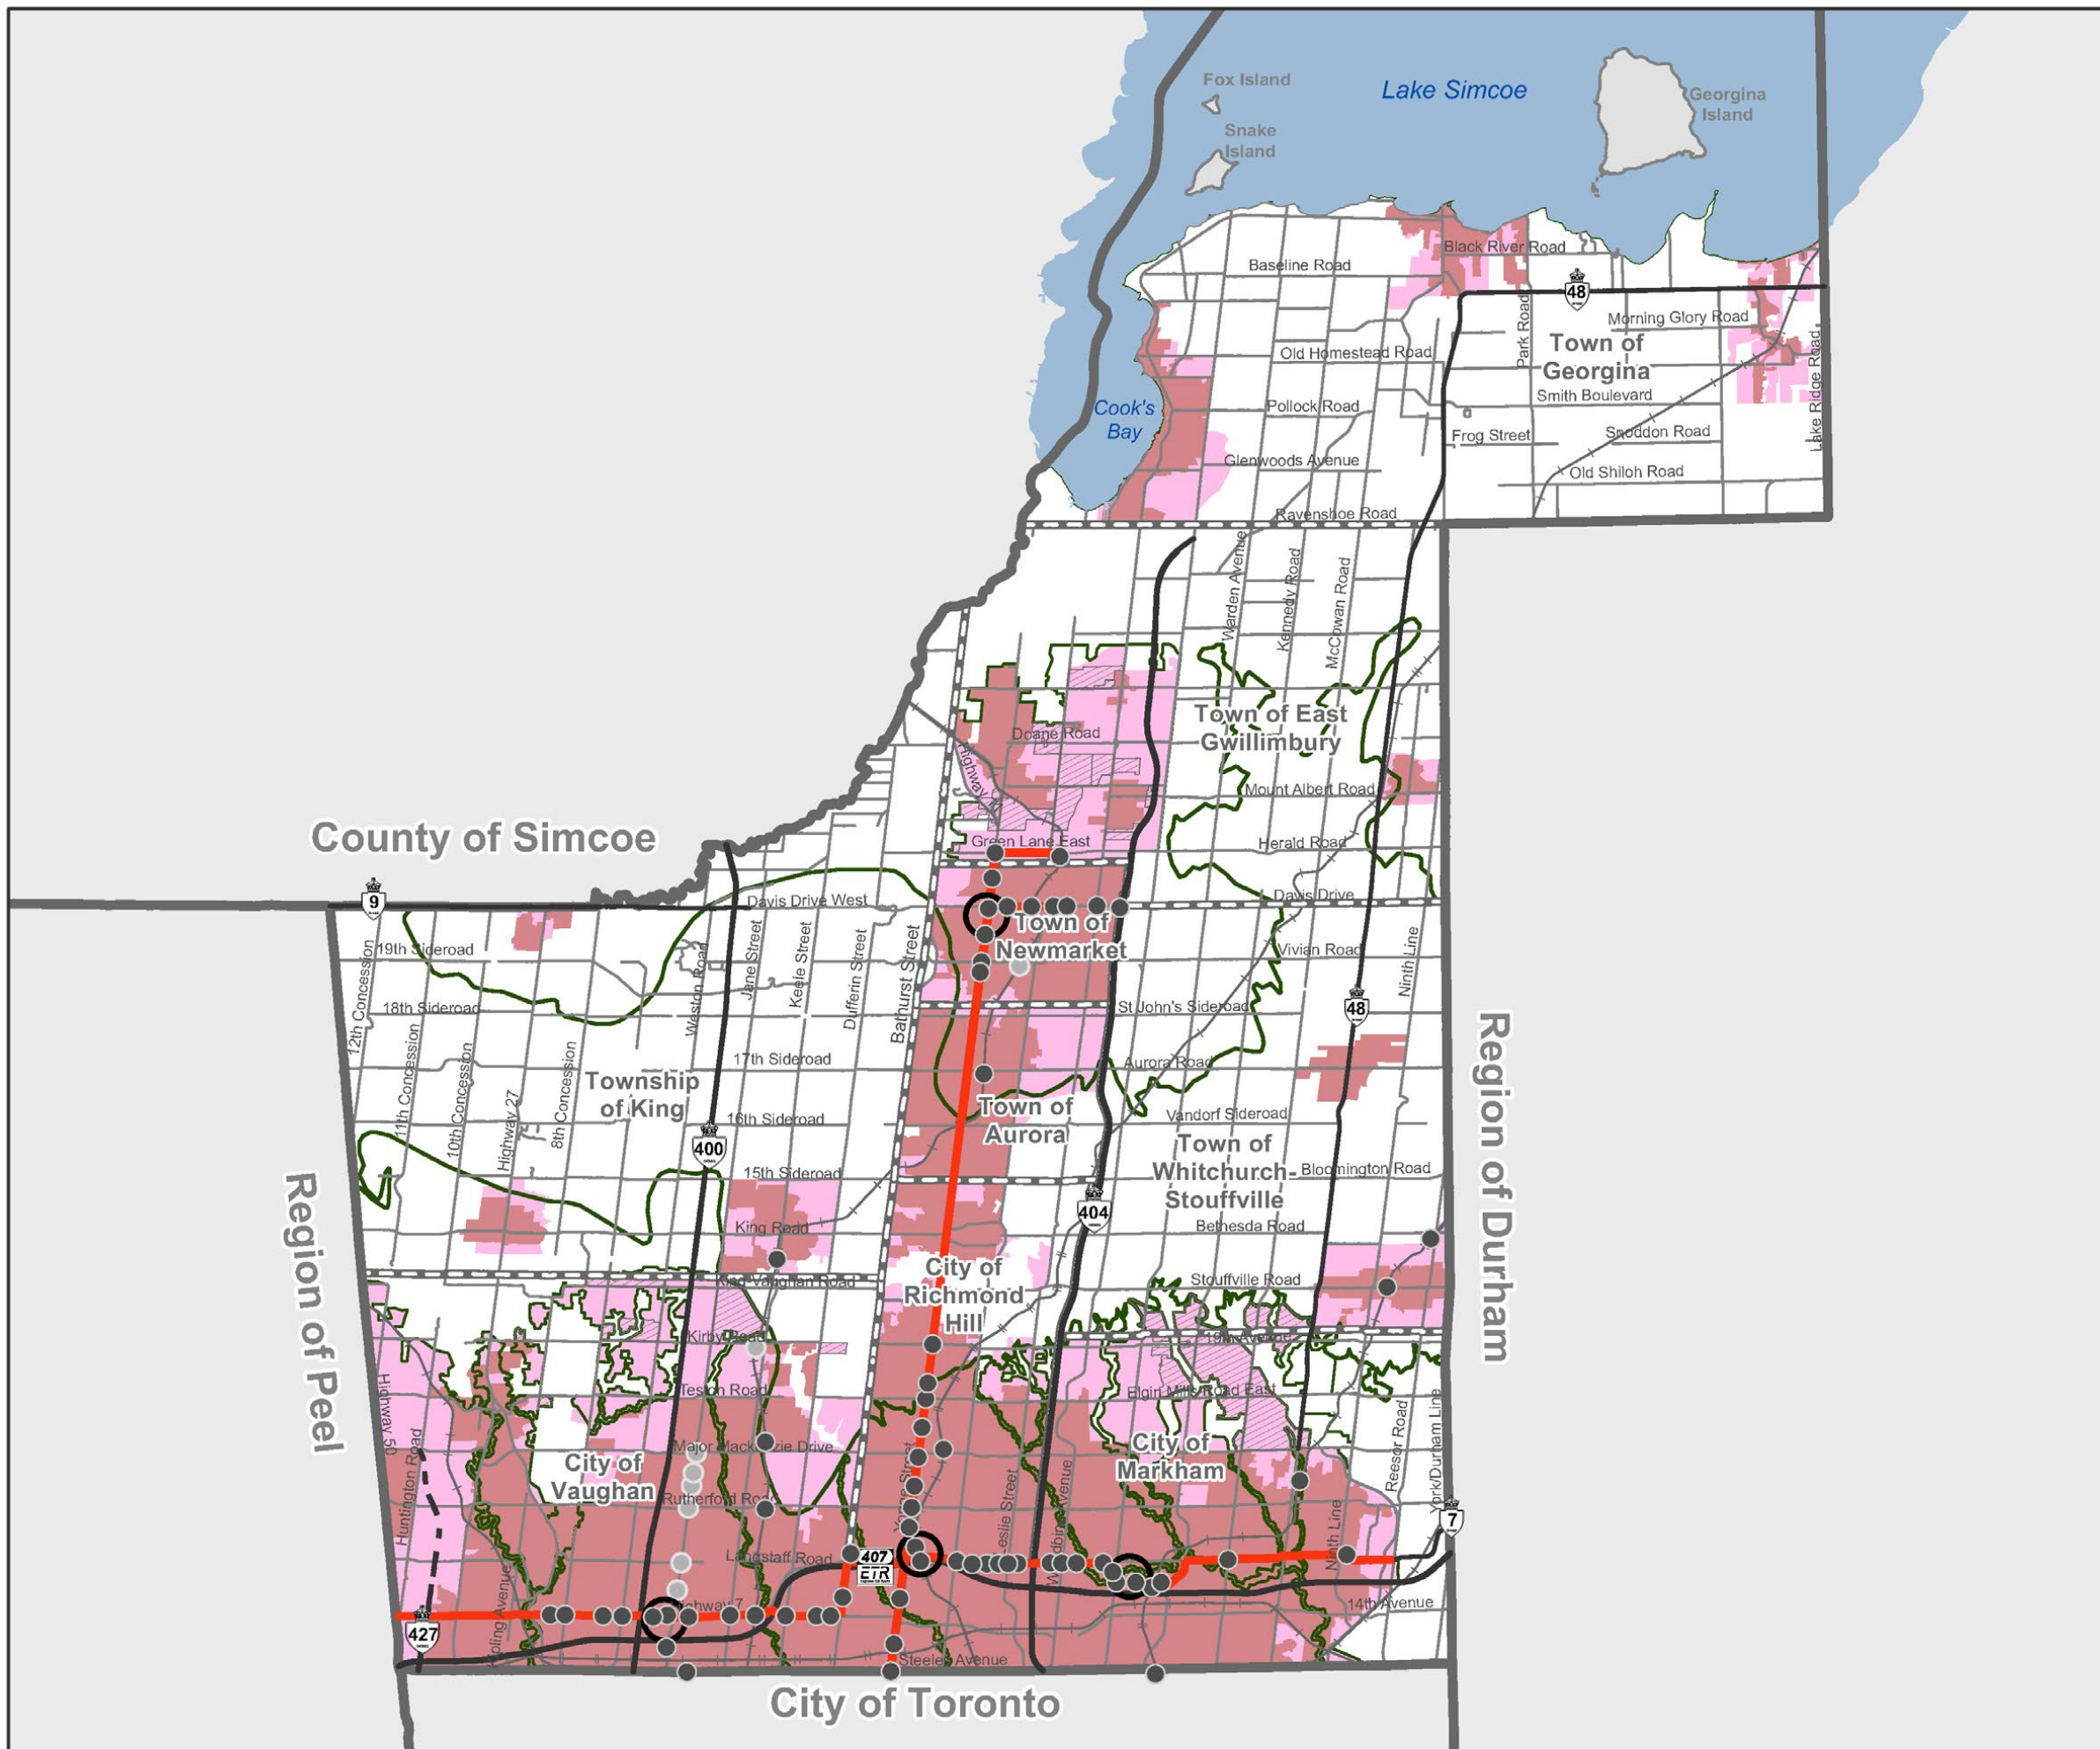 Fox Island
Lake Simcoe
Georgina
Island
Snake
Island
Black River Road
Baseline Road
48
Morning Glory Road
Park Road
Town of
Georgina
Old Homestead Road
Lake Ridge Road
Smith Boulevard
Cook's
Bay
Pollock Road
Frog Street
Snoddon Road
Glenwoods Avenue
Old Shiloh Road
Ravenshoe Road
Warden Avenue
Kennedy Road
McCowan Road
Town of East
Gwillimbury
Doane Road
Mount Albert Road
County of Simcoe
Green Lane East
Herald Road
9
Davis Drive West
Davis Drive
Town of
Newmarket
19th Sideroad
Vivian Road
Ninth Line
12th Concession
Weston Road
Jane Street
Keele Street
Dufferin Street
Bathurst Street
18th Sideroad
St John's Sideroad
48
11th Concession
10th Concession
Highway 27
8th Concession
17th Sideroad
Aurora Road
Township
of King
Town of
Aurora
16th Sideroad
Vandorf Sideroad
400
Town of
Whitchurch-
Stouffville
15th Sideroad
Bloomington Road
Region of Durham
Region of Peel
404
King Road
Bethesda Road
City of
Richmond
Hill
King-Vaughan Road
Stouffville Road
Kirby Road
19th Avenue
Highway 50
Teston Road
Elgin Mills Road East
Huntington Road
Major Mackenzie Drive
City of
Vaughan
City of
Markham
Reesor Road
York/Durham Line
Rutherford Road
Leslie Street
Ninth Line
7
Langstaff Road
407
ETR
14th Avenue
427
Steeles Avenue
City of Toronto